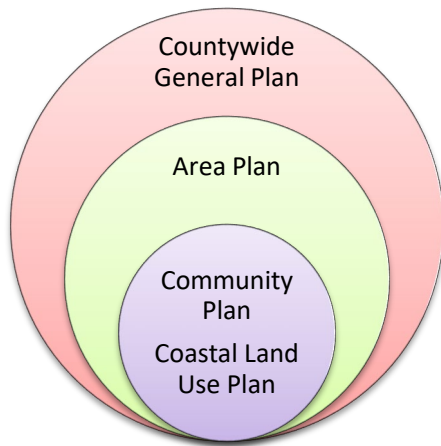 Countywide
General Plan
Area Plan
Community
Plan
Coastal Land
Use Plan